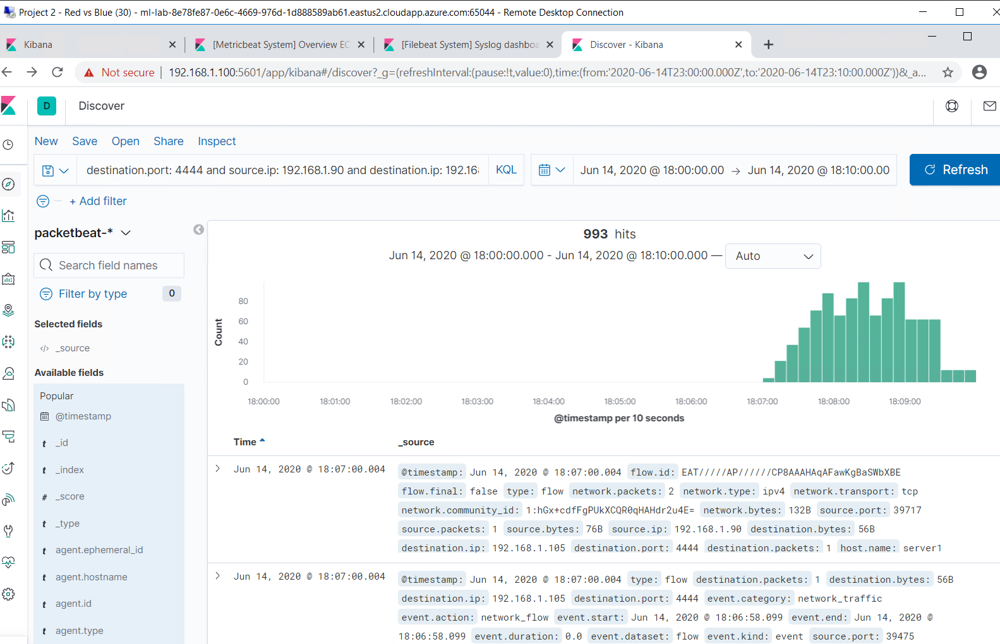 Project 2 - Red vs Blue (30) - ml-lab-8e78fe87-0e6c-4669-976d-1d888589ab61.eastus2.cloudapp.azure.com:65044 - Remote Desktop Connection
Kibana
[Metricbeat System] Overview EC
[Filebeat System] Syslog dashboa
Discover - Kibana
Not secure
192.168.1.100:5601/app/kibana#/discover?_g=(refreshInterval:(pause:!t,value:0),time:(from:'2020-06-14T23:00:00.000Z',to:'2020-06-14T23:10:00.000Z'))&_a...
D
Discover
New Save Open Share Inspect
destination.port: 4444 and source.ip: 192.168.1.90 and destination.ip: 192.168
KQL
Jun 14, 2020 @ 18:00:00.00 → Jun 14, 2020 @ 18:10:00.00
Refresh
+ Add filter
packetbeat-*
Search field names
Filter by type 0
Selected fields
</> _source
Available fields
Popular
@timestamp
t _id
t _index
# _score
t _type
t agent.ephemeral_id
t agent.hostname
t agent.id
t agent.type
993 hits
Jun 14, 2020 @ 18:00:00.000 - Jun 14, 2020 @ 18:10:00.000 — Auto
Count
80
60
40
20
0
18:00:00 18:01:00 18:02:00 18:03:00 18:04:00 18:05:00 18:06:00 18:07:00 18:08:00 18:09:00
@timestamp per 10 seconds
Time _source
Jun 14, 2020 @ 18:07:00.004
@timestamp: Jun 14, 2020 @ 18:07:00.004 flow.id: EAT/////AP//////CP8AAAHAqAFawKgBaSWbXBE
flow.final: false type: flow network.packets: 2 network.type: ipv4 network.transport: tcp
network.community_id: 1:hGx+cdfFgPUkXCQR0qHAHdr2u4E= network.bytes: 132B source.port: 39717
source.packets: 1 source.bytes: 76B source.ip: 192.168.1.90 destination.bytes: 56B
destination.ip: 192.168.1.105 destination.port: 4444 destination.packets: 1 host.name: server1
Jun 14, 2020 @ 18:07:00.004
@timestamp: Jun 14, 2020 @ 18:07:00.004 type: flow destination.packets: 1 destination.bytes: 56B
destination.ip: 192.168.1.105 destination.port: 4444 event.category: network_traffic
event.action: network_flow event.start: Jun 14, 2020 @ 18:06:58.099 event.end: Jun 14, 2020 @
18:06:58.099 event.duration: 0.0 event.dataset: flow event.kind: event source.port: 39475